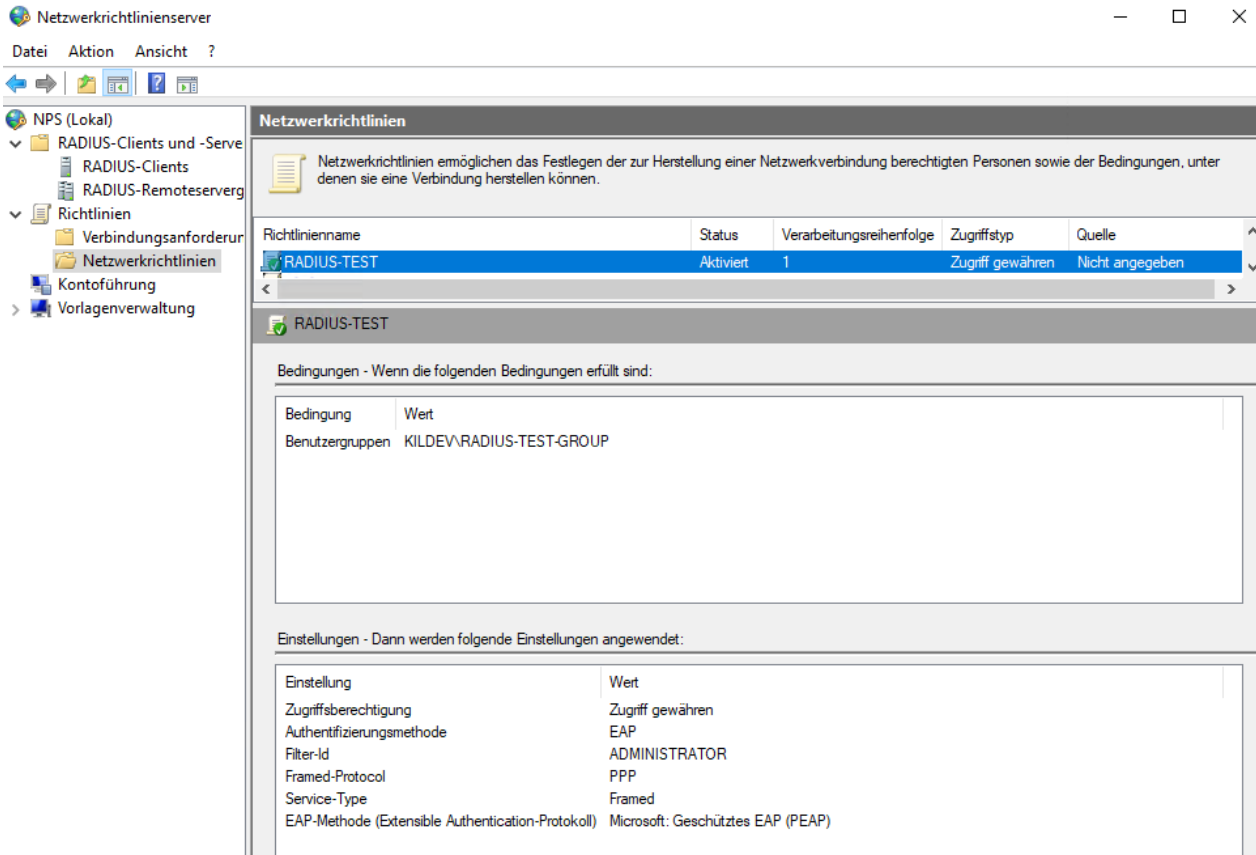 Netzwerkrichtlinienserver
Datei Aktion Ansicht ?
NPS (Lokal)
RADIUS-Clients und -Serve
RADIUS-Clients
RADIUS-Remoteserverg
Richtlinien
Verbindungsanforderur
Netzwerkrichtlinien
Kontoführung
Vorlagenverwaltung
Netzwerkrichtlinien
Netzwerkrichtlinien ermöglichen das Festlegen der zur Herstellung einer Netzwerkverbindung berechtigten Personen sowie der Bedingungen, unter
denen sie eine Verbindung herstellen können.
Richtlinienname Status Verarbeitungsreihenfolge Zugriffstyp Quelle
RADIUS-TEST Aktiviert 1 Zugriff gewähren Nicht angegeben
RADIUS-TEST
Bedingungen - Wenn die folgenden Bedingungen erfüllt sind:
Bedingung Wert
Benutzergruppen KILDEV\RADIUS-TEST-GROUP
Einstellungen - Dann werden folgende Einstellungen angewendet:
Einstellung Wert
Zugriffsberechtigung Zugriff gewähren
Authentifizierungsmethode EAP
Filter-Id ADMINISTRATOR
Framed-Protocol PPP
Service-Type Framed
EAP-Methode (Extensible Authentication-Protokoll) Microsoft: Geschütztes EAP (PEAP)